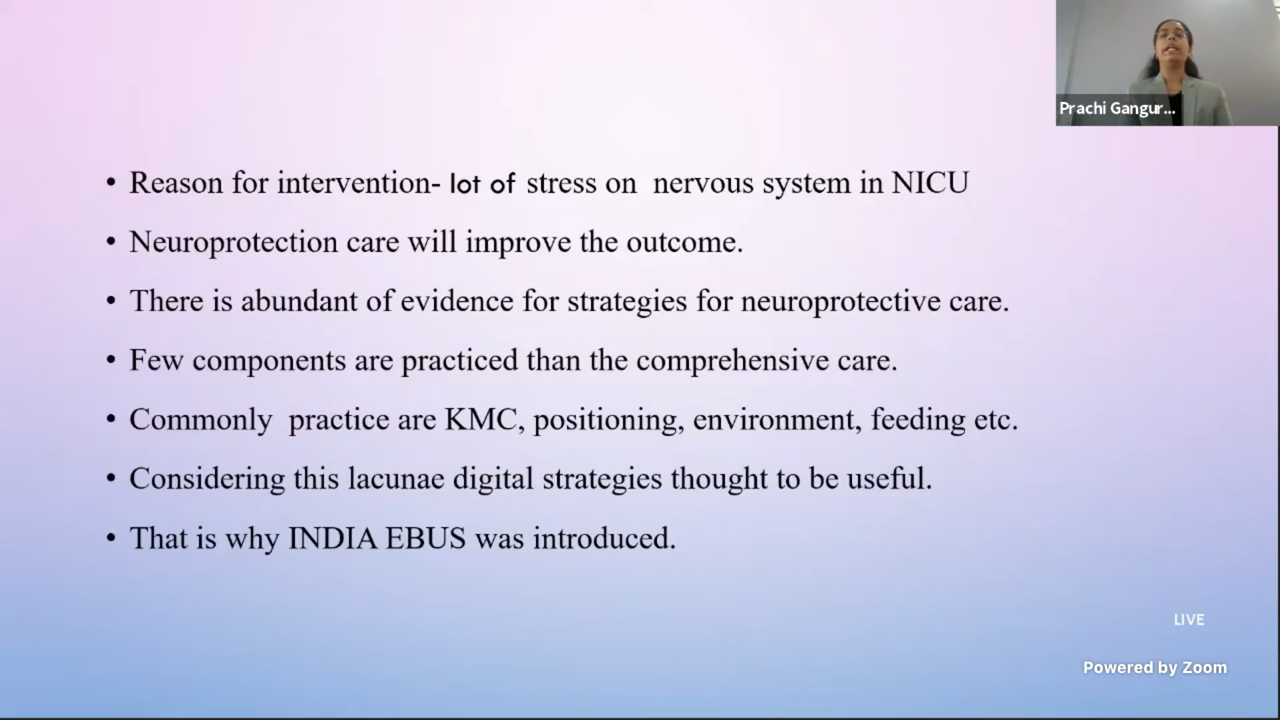 Prachi Gangur...
• Reason for intervention- lot of stress on nervous system in NICU
• Neuroprotection care will improve the outcome.
• There is abundant of evidence for strategies for neuroprotective care.
• Few components are practiced than the comprehensive care.
• Commonly practice are KMC, positioning, environment, feeding etc.
• Considering this lacunae digital strategies thought to be useful.
• That is why INDIA EBUS was introduced.
LIVE
Powered by Zoom